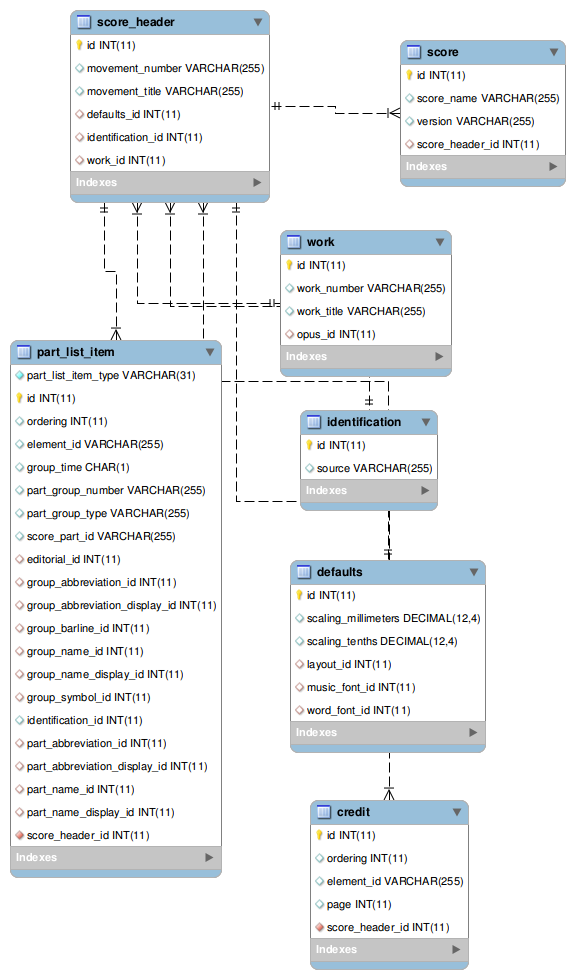 score_header
id INT(11)
movement_number VARCHAR(255)
movement_title VARCHAR(255)
defaults_id INT(11)
identification_id INT(11)
work_id INT(11)
Indexes
score
id INT(11)
score_name VARCHAR(255)
version VARCHAR(255)
score_header_id INT(11)
Indexes
work
id INT(11)
work_number VARCHAR(255)
work_title VARCHAR(255)
opus_id INT(11)
Indexes
part_list_item
part_list_item_type VARCHAR(31)
id INT(11)
ordering INT(11)
element_id VARCHAR(255)
group_time CHAR(1)
part_group_number VARCHAR(255)
part_group_type VARCHAR(255)
score_part_id VARCHAR(255)
editorial_id INT(11)
group_abbreviation_id INT(11)
group_abbreviation_display_id INT(11)
group_barline_id INT(11)
group_name_id INT(11)
group_name_display_id INT(11)
group_symbol_id INT(11)
identification_id INT(11)
part_abbreviation_id INT(11)
part_abbreviation_display_id INT(11)
part_name_id INT(11)
part_name_display_id INT(11)
score_header_id INT(11)
Indexes
identification
id INT(11)
source VARCHAR(255)
Indexes
defaults
id INT(11)
scaling_millimeters DECIMAL(12,4)
scaling_tenths DECIMAL(12,4)
layout_id INT(11)
music_font_id INT(11)
word_font_id INT(11)
Indexes
credit
id INT(11)
ordering INT(11)
element_id VARCHAR(255)
page INT(11)
score_header_id INT(11)
Indexes